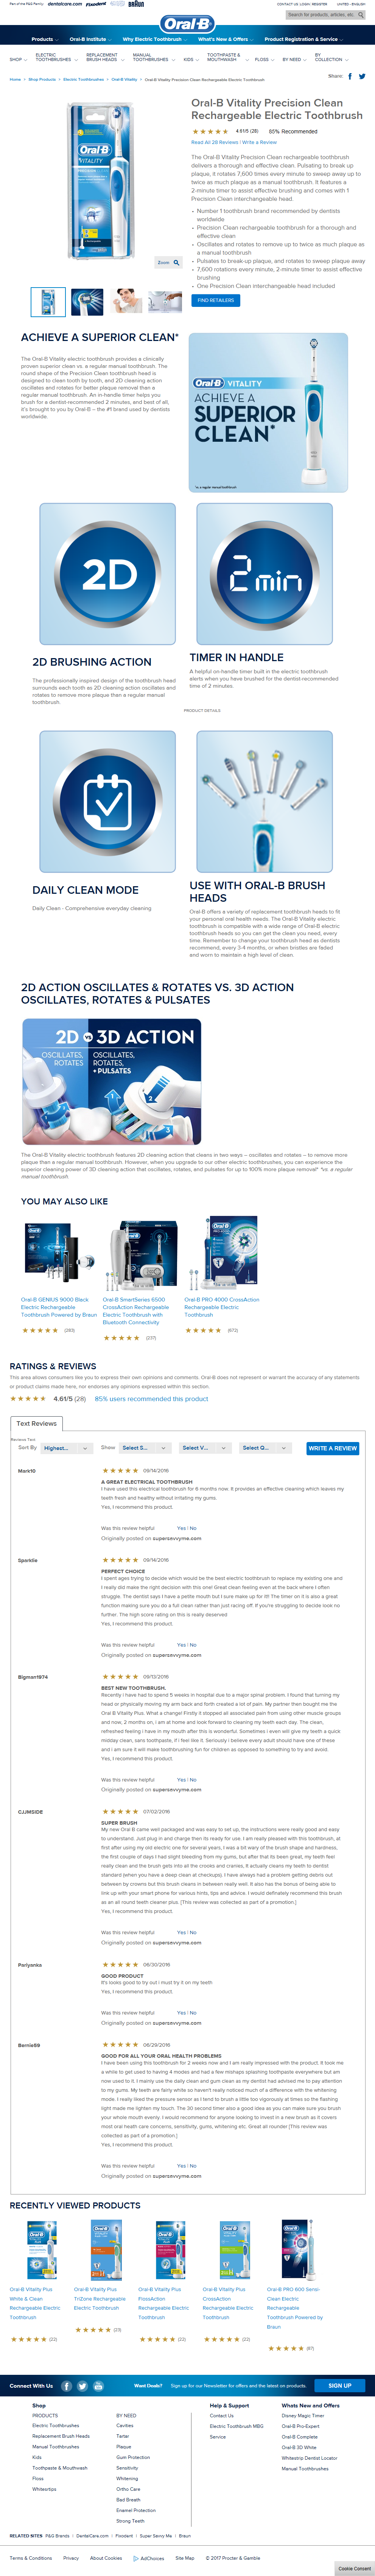 Part of the P&G Family: dentalcare.com Fixodent BRAUN
CONTACT US LOGIN REGISTER UNITED - ENGLISH
Search for products, articles, etc.
Oral-B
Products Oral-B Institute Why Electric Toothbrush What's New & Offers Product Registration & Service
SHOP
ELECTRIC TOOTHBRUSHES
REPLACEMENT BRUSH HEADS
MANUAL TOOTHBRUSHES
KIDS
TOOTHPASTE & MOUTHWASH
FLOSS
BY NEED
BY COLLECTION
Home > Shop Products > Electric Toothbrushes > Oral-B Vitality > Oral-B Vitality Precision Clean Rechargeable Electric Toothbrush
Share:
Oral-B
VITALITY
Zoom
Oral-B Vitality Precision Clean
Rechargeable Electric Toothbrush
4.61/5 (28) 85% Recommended
Read All 28 Reviews | Write a Review
The Oral-B Vitality Precision Clean rechargeable toothbrush
delivers a thorough and effective clean. Pulsating to break up
plaque, it rotates 7,600 times every minute to sweep away up to
twice as much plaque as a manual toothbrush. It features a
2-minute timer to assist effective brushing and comes with 1
Precision Clean interchangeable head.
• Number 1 toothbrush brand recommended by dentists
worldwide
• Precision Clean rechargeable toothbrush for a thorough and
effective clean
• Oscillates and rotates to remove up to twice as much plaque as
a manual toothbrush
• Pulsates to break-up plaque, and rotates to sweep plaque away
• 7,600 rotations every minute, 2-minute timer to assist effective
brushing
• One Precision Clean interchangeable head included
FIND RETAILERS
ACHIEVE A SUPERIOR CLEAN*
The Oral-B Vitality electric toothbrush provides a clinically
proven superior clean vs. a regular manual toothbrush. The
round shape of the Precision Clean toothbrush head is
designed to clean tooth by tooth, and 2D cleaning action
oscillates and rotates for better plaque removal than a
regular manual toothbrush. An in-handle timer helps you
brush for a dentist-recommended 2 minutes, and best of all,
it's brought to you by Oral-B – the #1 brand used by dentists
worldwide.
Oral-B VITALITY
ACHIEVE A
SUPERIOR
CLEAN*
*vs. a regular manual toothbrush
2D
2 min
2D BRUSHING ACTION
The professionally inspired design of the toothbrush head
surrounds each tooth as 2D cleaning action oscillates and
rotates to remove more plaque than a regular manual
toothbrush.
TIMER IN HANDLE
A helpful on-handle timer built in the electric toothbrush
alerts when you have brushed for the dentist-recommended
time of 2 minutes.
PRODUCT DETAILS
DAILY CLEAN MODE
Daily Clean - Comprehensive everyday cleaning
USE WITH ORAL-B BRUSH
HEADS
Oral-B offers a variety of replacement toothbrush heads to fit
your personal oral health needs. The Oral-B Vitality electric
toothbrush is compatible with a wide range of Oral-B electric
toothbrush heads so you can get the clean you need, every
time. Remember to change your toothbrush head as dentists
recommend, every 3-4 months, or when bristles are faded
and worn to maintain a high level of clean.
2D ACTION OSCILLATES & ROTATES VS. 3D ACTION
OSCILLATES, ROTATES & PULSATES
2D VS 3D ACTION
OSCILLATES • OSCILLATES
ROTATES • ROTATES
• PULSATES
1
2
The Oral-B Vitality electric toothbrush features 2D cleaning action that cleans in two ways – oscillates and rotates – to remove more
plaque than a regular manual toothbrush. However, when you upgrade to our other electric toothbrushes, you can experience the
superior cleaning power of 3D cleaning action that oscillates, rotates, and pulsates for up to 100% more plaque removal* *vs. a regular
manual toothbrush.
YOU MAY ALSO LIKE
Oral-B GENIUS 9000 Black
Electric Rechargeable
Toothbrush Powered by Braun
(283)
Oral-B SmartSeries 6500
CrossAction Rechargeable
Electric Toothbrush with
Bluetooth Connectivity
(237)
Oral-B PRO 4000 CrossAction
Rechargeable Electric
Toothbrush
(873)
RATINGS & REVIEWS
This area allows consumers like you to express their own opinions and comments. Oral-B does not represent or warrant the accuracy of any statements
or product claims made here, nor endorses any opinions expressed within this section.
4.61/5 (28) 85% users recommended this product
Text Reviews
Reviews Text
Sort By Highest... Show Select S... Select V... Select Q... WRITE A REVIEW
Mark10 09/14/2016
A GREAT ELECTRICAL TOOTHBRUSH
I have used this electrical toothbrush for 6 months now. It provides an effective cleaning which leaves my
teeth fresh and healthy without irritating my gums.
Yes, I recommend this product.
Was this review helpful Yes | No
Originally posted on supersavvyme.com
Sparklie 09/14/2016
PERFECT CHOICE
I spent ages trying to decide which would be the best electric toothbrush to replace my existing one and
I really did make the right decision with this one! Great clean feeling even at the back where I often
struggle. The dentist says I have a petite mouth but I sure make up for it! The timer on it is also a great
function making sure you do a full clean rather than just racing off! If you're struggling to decide look no
further. The high score rating on this is really deserved
Yes, I recommend this product.
Was this review helpful Yes | No
Originally posted on supersavvyme.com
Bigmarr1974 09/13/2016
BEST NEW TOOTHBRUSH.
Recently I have had to spend 5 weeks in hospital due to a major spinal problem. I found that turning my
head or physically moving my arm back and forth created a lot of pain. My partner then bought me the
Oral B Vitality Plus. What a change! Firstly it stopped all associated pain from using other muscle groups
and now, 2 months on, I am at home and look forward to cleaning my teeth each day. The clean,
refreshed feeling i have in my mouth after this is wonderful. Sometimes i even will give my teeth a quick
midday clean, sans toothpaste, if i feel like it. Seriously i believe every adult should have one of these
and I am sure it will make toothbrushing fun for children as opposed to something to try and avoid.
Yes, I recommend this product.
Was this review helpful Yes | No
Originally posted on supersavvyme.com
CJJMSIDE 07/02/2016
SUPER BRUSH
My new Oral B came well packaged and was easy to set up, the instructions were really good and easy
to understand. Just plug in and charge then its ready for use. I am really pleased with this toothbrush, at
after using by my old electric one for several years, I was a bit wary of the brush shape and harshness,
the first couple of days I had slight bleeding from my gums, but after that its been great, my teeth feel
really clean and the brush gets into all the crooks and crannies, It actually cleans my teeth to dentist
standard (when you have a deep clean at checkups), I always have a problem getting right into the back
and corners by this brush cleans in between really well. It also has the bonus of being able to
link up with your smart phone for various hints, tips and advice. I would definately recommend this brush
as an all round teeth cleaner plus. [This review was collected as part of a promotion.]
Yes, I recommend this product.
Was this review helpful Yes | No
Originally posted on supersavvyme.com
Pariyanka 06/30/2016
GOOD PRODUCT
It's looks good to try out i must try it on my teeth
Yes, I recommend this product.
Was this review helpful Yes | No
Originally posted on supersavvyme.com
Bernie59 06/29/2016
GOOD FOR ALL YOUR ORAL HEALTH PROBLEMS
I have been using this toothbrush for 2 weeks now and I am really impressed with the product. It took me
a while to get used to having 4 modes and had a few mishaps splashing toothpaste everywhere but am
now used to it. I mainly use the daily clean and gum clean as my dentist had advised me to pay attention
to my gums. My teeth are fairly white so haven't really noticed much of a difference with the whitening
mode. I really liked the pressure sensor as I tend to brush a little too vigorously at times so the flashing
light made me lighten my touch. The 30 second timer also a good idea as you can make sure you brush
your whole mouth evenly. I would recommend for anyone looking to invest in a new brush as it covers
most oral health care concerns, sensitivity, gums, whitening etc. Great all rounder [This review was
collected as part of a promotion.]
Yes, I recommend this product.
Was this review helpful Yes | No
Originally posted on supersavvyme.com
RECENTLY VIEWED PRODUCTS
Oral-B Vitality Plus
White & Clean
Rechargeable Electric
Toothbrush
(23)
Oral-B Vitality Plus
TriZone Rechargeable
Electric Toothbrush
(23)
Oral-B Vitality Plus
FlossAction
Rechargeable Electric
Toothbrush
(33)
Oral-B Vitality Plus
CrossAction
Rechargeable Electric
Toothbrush
(33)
Oral-B PRO 600 Sensi-
Clean Electric
Rechargeable
Toothbrush Powered by
Braun
(87)
Connect With Us Want Deals? Sign up for our Newsletter for offers and the latest on products. SIGN UP
Shop
PRODUCTS
Electric Toothbrushes
Replacement Brush Heads
Manual Toothbrushes
Kids
Toothpaste & Mouthwash
Floss
Whitestrips
BY NEED
Cavities
Tartar
Plaque
Gum Protection
Sensitivity
Whitening
Ortho Care
Bad Breath
Enamel Protection
Strong Teeth
Help & Support
Contact Us
Electric Toothbrush MBG
Service
Whats New and Offers
Disney Magic Timer
Oral-B Pro-Expert
Oral-B Complete
Oral-B 3D White
Whitestrip Dentist Locator
Manual Toothbrushes
RELATED SITES P&G Brands | DentalCare.com | Fixodent | Super Savvy Me | Braun
Terms & Conditions Privacy About Cookies AdChoices Site Map © 2017 Procter & Gamble
Cookie Consent